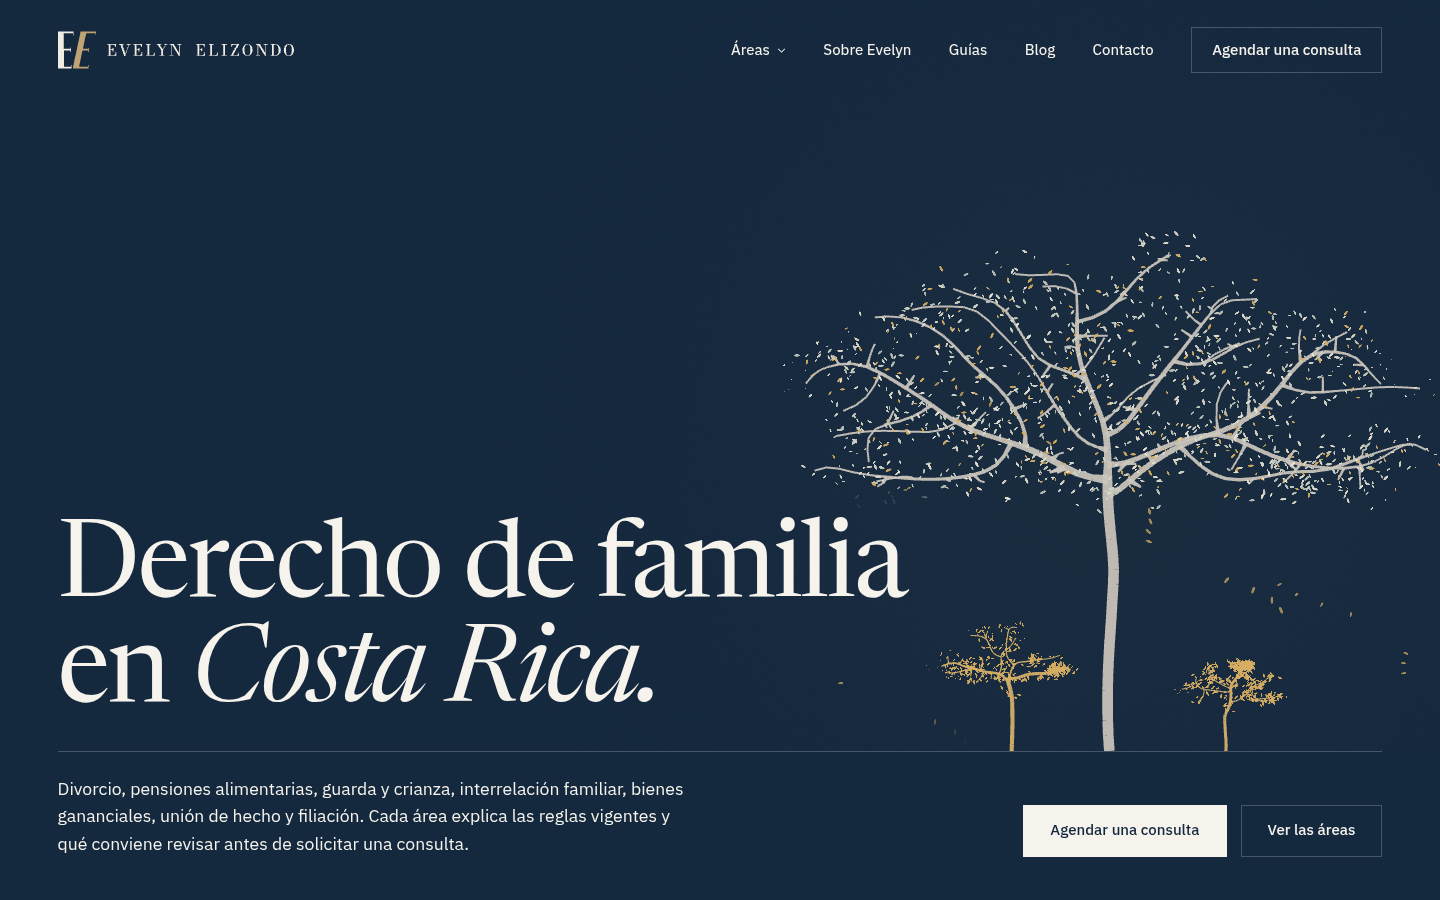 EE EVELYN ELIZONDO
Áreas
Sobre Evelyn
Guías
Blog
Contacto
Agendar una consulta
Derecho de familia
en Costa Rica.
Divorcio, pensiones alimentarias, guarda y crianza, interrelación familiar, bienes
gananciales, unión de hecho y filiación. Cada área explica las reglas vigentes y
qué conviene revisar antes de solicitar una consulta.
Agendar una consulta
Ver las áreas